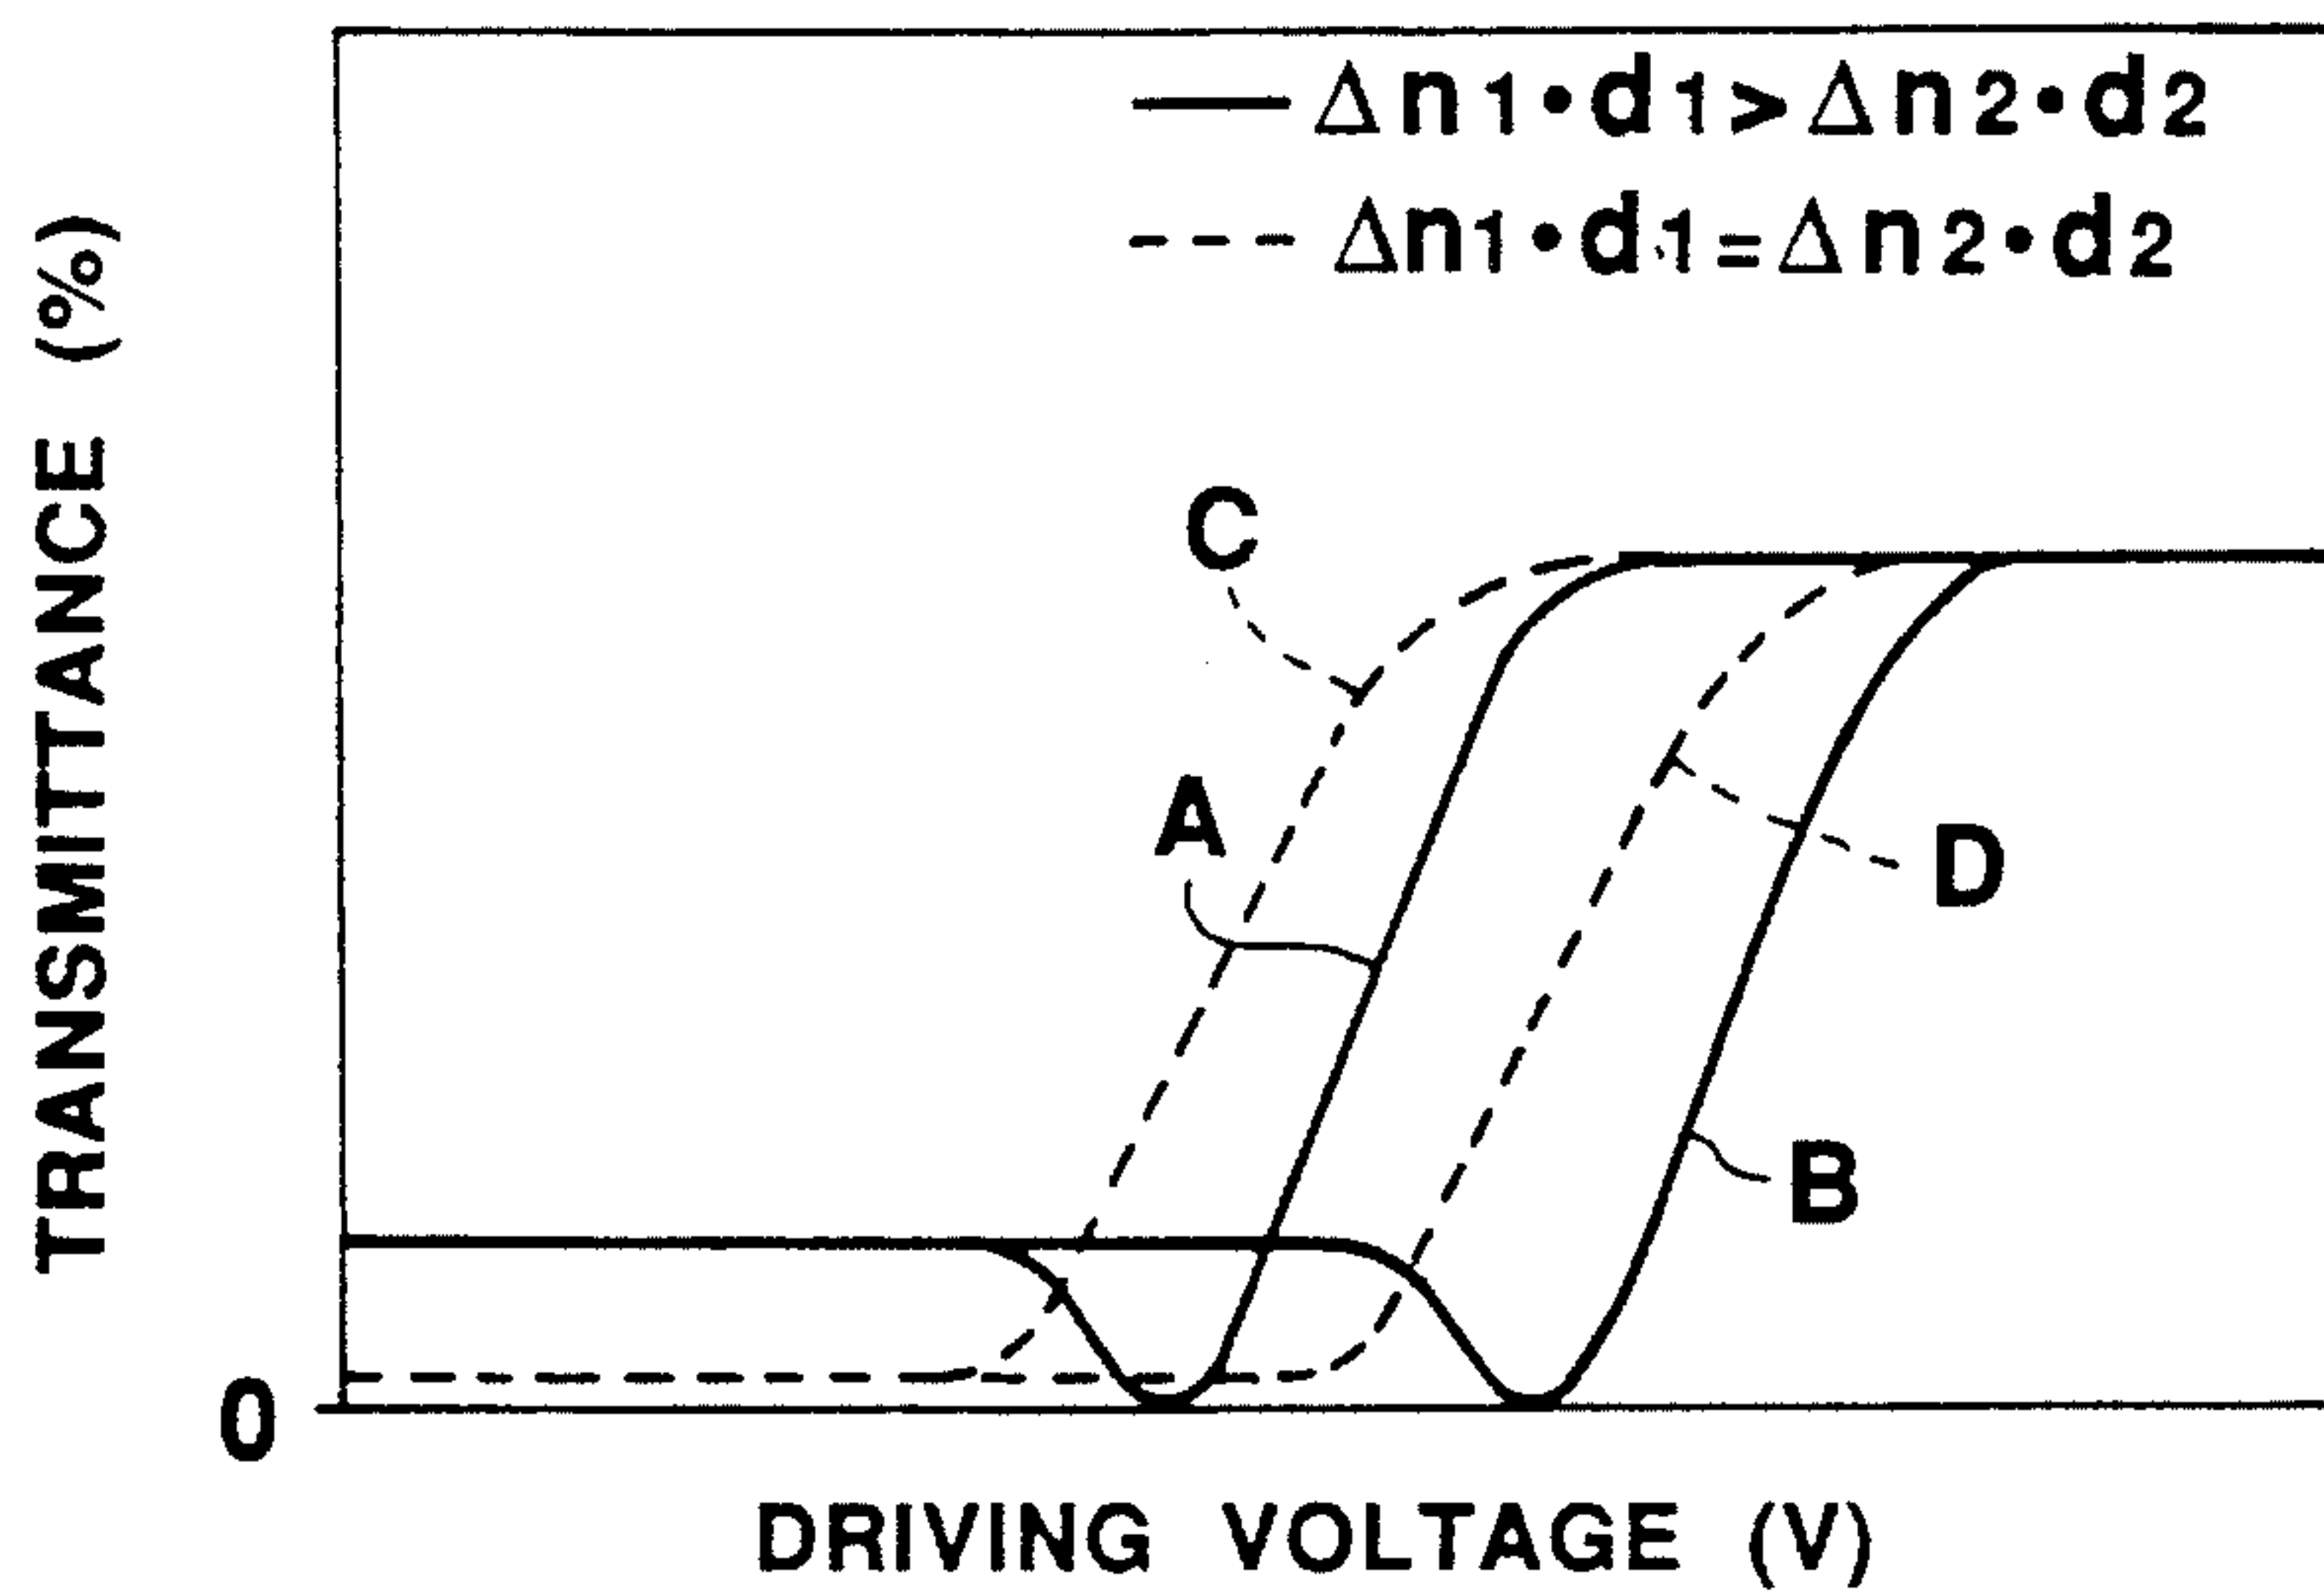 Δn1•d1>Δn2•d2
Δn1•d1=Δn2•d2
TRANSMITTANCE (%)
C
A
D
B
0
DRIVING VOLTAGE (V)